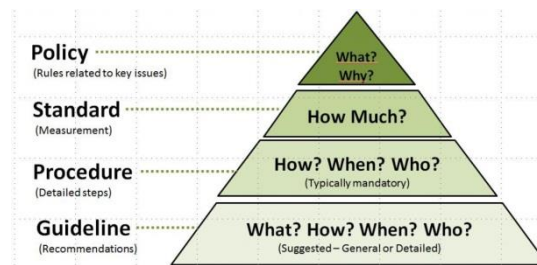 Policy
(Rules related to key issues)
What?
Why?
Standard
(Measurement)
How Much?
Procedure
(Detailed steps)
How? When? Who?
(Typically mandatory)
Guideline
(Recommendations)
What? How? When? Who?
(Suggested – General or Detailed)